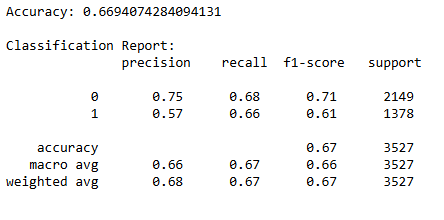 Accuracy: 0.6694074284094131
Classification Report:
precision recall f1-score support
0 0.75 0.68 0.71 2149
1 0.57 0.66 0.61 1378
accuracy 0.67 3527
macro avg 0.66 0.67 0.66 3527
weighted avg 0.68 0.67 0.67 3527